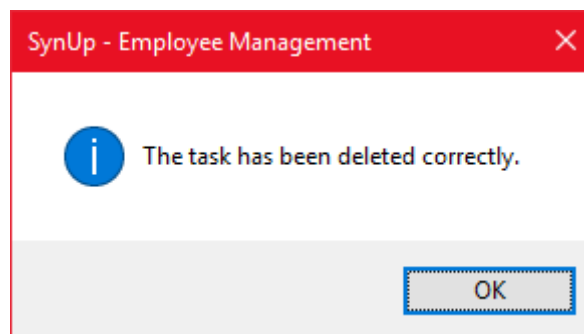 SynUp - Employee Management
The task has been deleted correctly.
OK